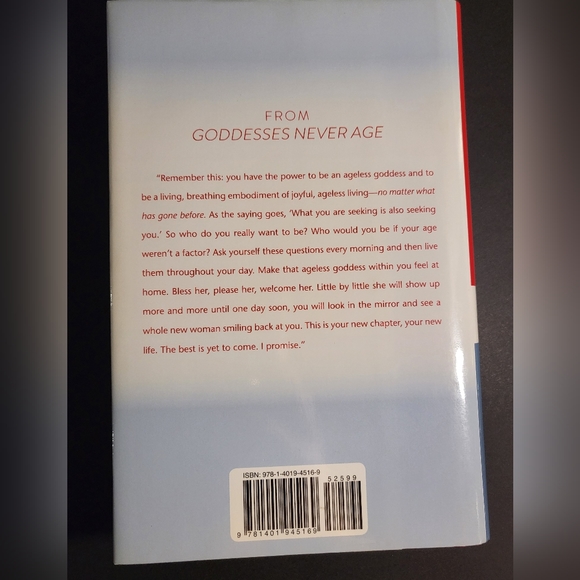 FROM
GODDESSES NEVER AGE
“Remember this: you have the power to be an ageless goddess and to
be a living, breathing embodiment of joyful, ageless living—no matter what
has gone before. As the saying goes, ‘What you are seeking is also seeking
you.’ So who do you really want to be? Who would you be if your age
weren’t a factor? Ask yourself these questions every morning and then live
them throughout your day. Make that ageless goddess within you feel at
home. Bless her, please her, welcome her. Little by little she will show up
more and more until one day soon, you will look in the mirror and see a
whole new woman smiling back at you. This is your new chapter, your new
life. The best is yet to come. I promise.”
ISBN: 978-1-4019-4516-9
52599
9 781401 945169